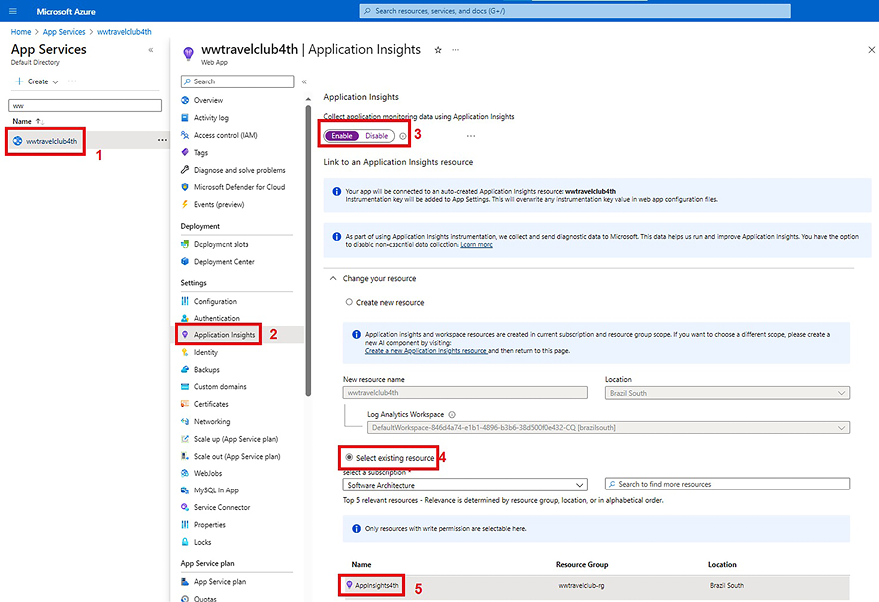 Microsoft Azure
Search resources, services, and docs (G+/)
Home > App Services > wwtravelclub4th
App Services
Default Directory
Create
ww
Name
wwtravelclub4th
1
wwtravelclub4th | Application Insights
Web App
Search
Overview
Activity log
Access control (IAM)
Tags
Diagnose and solve problems
Microsoft Defender for Cloud
Events (preview)
Deployment
Deployment slots
Deployment Center
Settings
Configuration
Authentication
Application Insights
2
Identity
Backups
Custom domains
Certificates
Networking
Scale up (App Service plan)
Scale out (App Service plan)
WebJobs
MySQL In App
Service Connector
Properties
Locks
App Service plan
App Service plan
Quotas
Application Insights
Collect application monitoring data using Application Insights
Enable Disable
3
Link to an Application Insights resource
Your app will be connected to an auto-created Application Insights resource: wwtravelclub4th
Instrumentation key will be added to App Settings. This will overwrite any instrumentation key value in web app configuration files.
As part of using Application Insights Instrumentation, we collect and send diagnostic data to Microsoft. This data helps us run and improve Application Insights. You have the option
to disable non-essential data collection. Learn more
Change your resource
Create new resource
Application insights and workspace resources are created in current subscription and resource group scope. If you want to choose a different scope, please create a
new AI component by visiting:
Create a new Application Insights resource and then return to this page.
New resource name
Location
wwtravelclub4th
Brazil South
Log Analytics Workspace
DefaultWorkspace-846d4a74-e1b1-4896-b3b6-38d500f0e432-CQ [brazilsouth]
Select existing resource
4
Select a subscription *
Software Architecture
Search to find more resources
Top 5 relevant resources - Relevance is determined by resource group, location, or in alphabetical order.
Only resources with write permission are selectable here.
Name Resource Group Location
AppInsights4th
5
wwtravelclub-rg
Brazil South